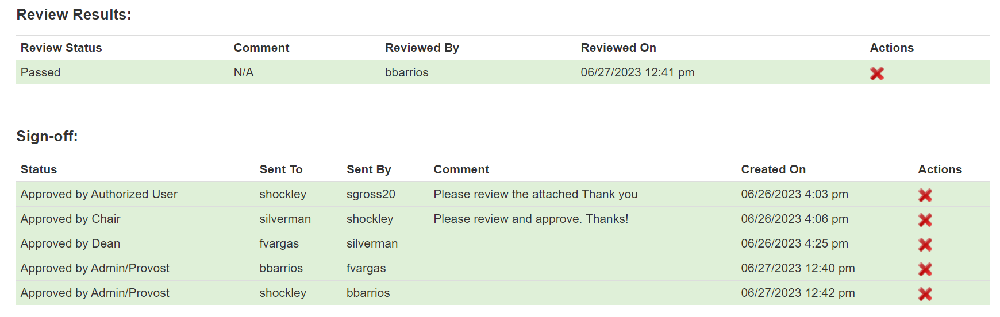 Review Results:
Review Status Comment Reviewed By Reviewed On Actions
Passed N/A bbarrios 06/27/2023 12:41 pm
Sign-off:
Status Sent To Sent By Comment Created On Actions
Approved by Authorized User shockley sgross20 Please review the attached Thank you 06/26/2023 4:03 pm
Approved by Chair silverman shockley Please review and approve. Thanks! 06/26/2023 4:06 pm
Approved by Dean fvargas silverman 06/26/2023 4:25 pm
Approved by Admin/Provost bbarrios fvargas 06/27/2023 12:40 pm
Approved by Admin/Provost shockley bbarrios 06/27/2023 12:42 pm